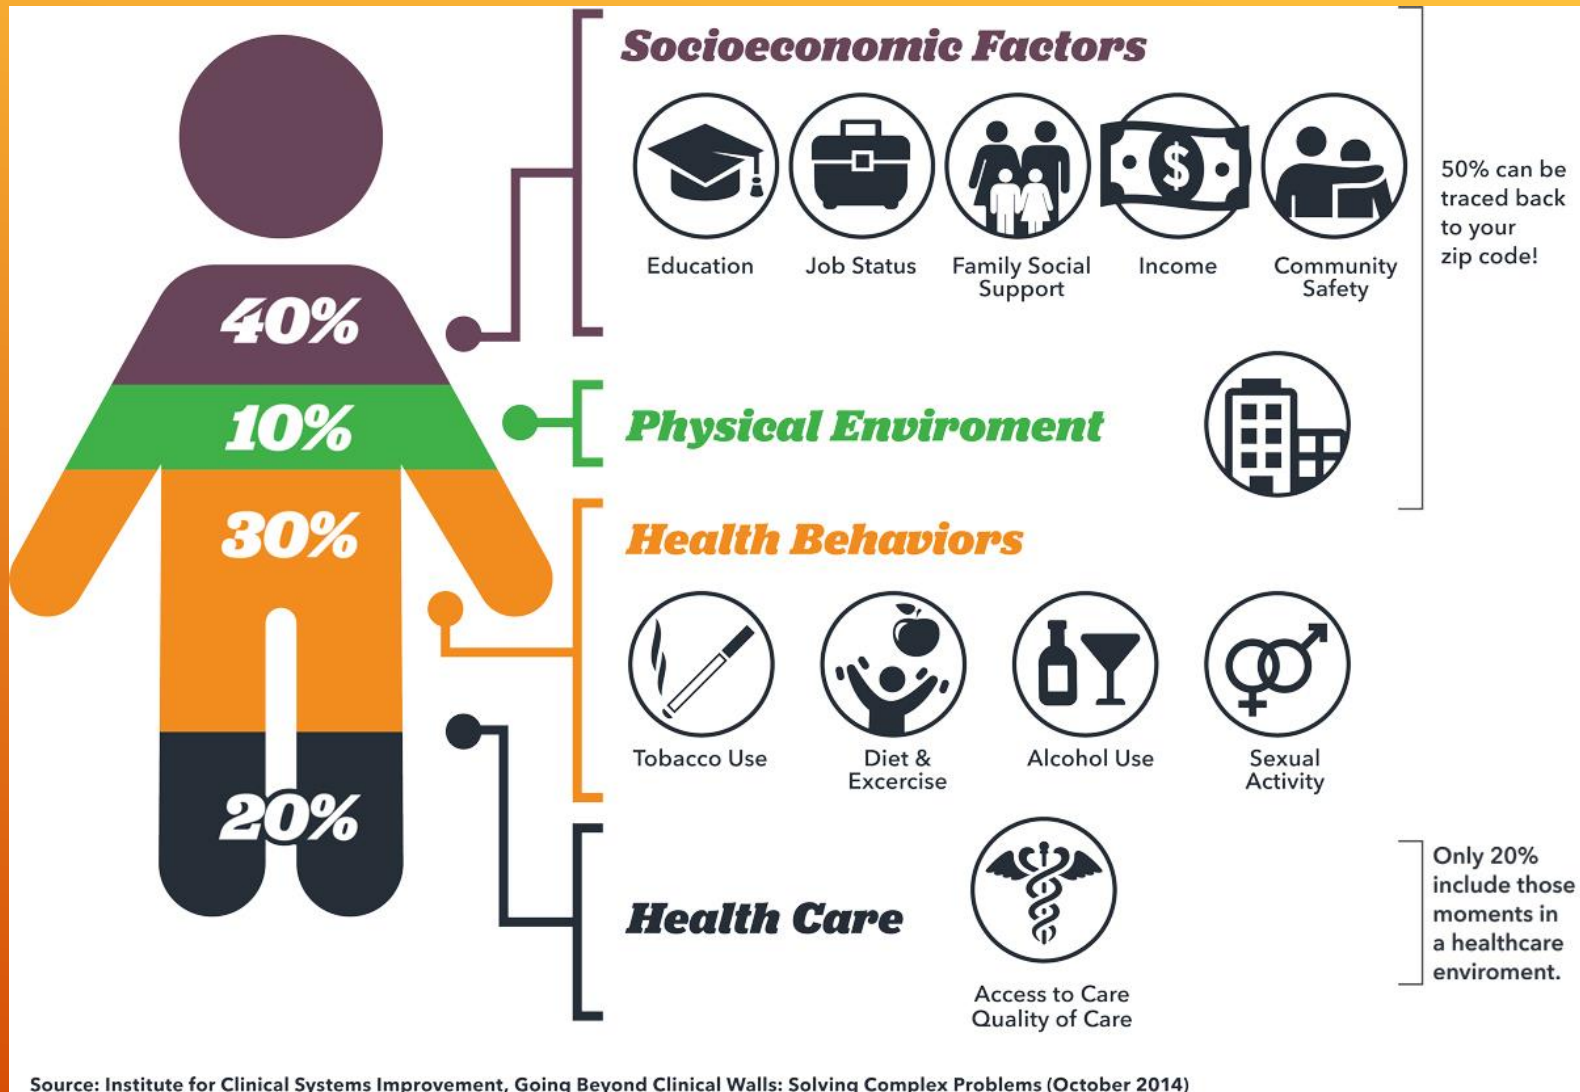 Socioeconomic Factors
Education
Job Status
Family Social
Support
Income
Community
Safety
50% can be
traced back
to your
zip code!
40%
10%
Physical Enviroment
30%
Health Behaviors
Tobacco Use
Diet &
Excercise
Alcohol Use
Sexual
Activity
20%
Health Care
Access to Care
Quality of Care
Only 20%
include those
moments in
a healthcare
enviroment.
Source: Institute for Clinical Systems Improvement, Going Beyond Clinical Walls: Solving Complex Problems (October 2014)